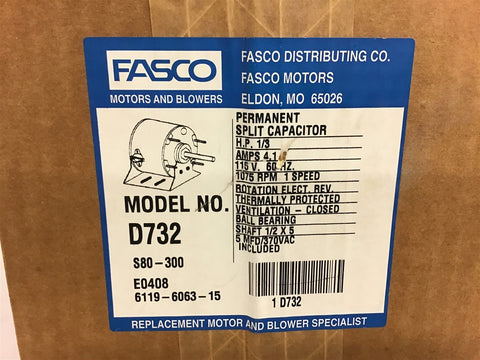 FASCO
MOTORS AND BLOWERS
FASCO DISTRIBUTING CO.
FASCO MOTORS
ELDON, MO 65026
MODEL NO.
D732
S80-300
E0408
6119-6063-15
PERMANENT
SPLIT CAPACITOR
H.P. 1/3
AMPS 4.1
115 V. 60 HZ.
1075 RPM 1 SPEED
ROTATION ELECT. REV.
THERMALLY PROTECTED
VENTILATION - CLOSED
BALL BEARING
SHAFT 1/2 X 5
5 MFD/370VAC
INCLUDED
1 D732
REPLACEMENT MOTOR AND BLOWER SPECIALIST